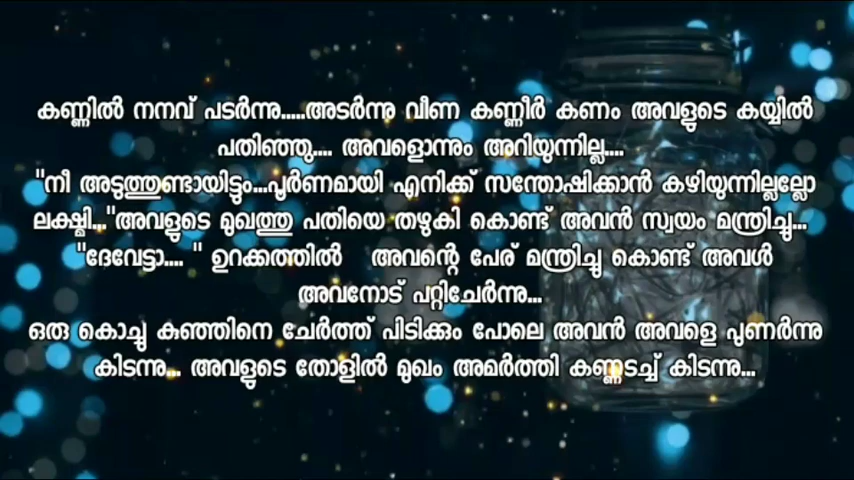 കണ്ണിൽ നനവ് പടർന്നു.....അടർന്നു വീണ കണ്ണീർ കണം അവളുടെ കയ്യിൽ
പതിഞ്ഞു.... അവളൊന്നും അറിയുന്നില്ല....
"നീ അടുത്തുണ്ടായിട്ടും...പൂർണമായി എനിക്ക് സന്തോഷിക്കാൻ കഴിയുന്നില്ലല്ലോ
ലക്ഷ്മി..."അവളുടെ മുഖത്തു പതിയെ തഴുകി കൊണ്ട് അവൻ സ്വയം മന്ത്രിച്ചു...
"ദേവേട്ടാ.... " ഉറക്കത്തിൽ അവന്റെ പേര് മന്ത്രിച്ചു കൊണ്ട് അവൾ
അവനോട് പറ്റിചേർന്നു...
ഒരു കൊച്ചു കുഞ്ഞിനെ ചേർത്ത് പിടിക്കും പോലെ അവൻ അവളെ പുണർന്നു
കിടന്നു... അവളുടെ തോളിൽ മുഖം അമർത്തി കണ്ണടച്ച് കിടന്നു...